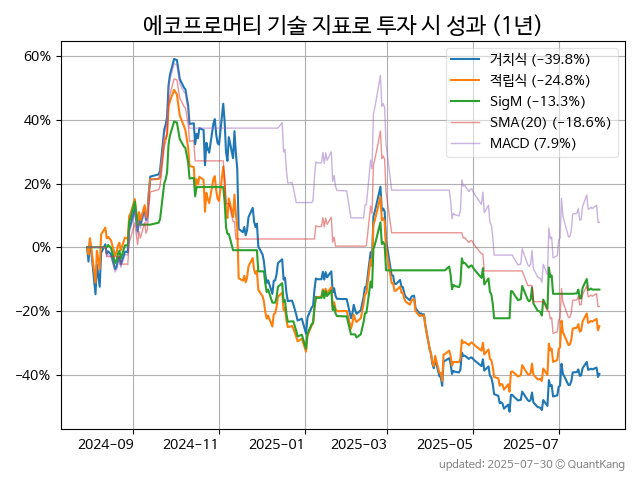 에코프로머티 기술 지표로 투자 시 성과 (1년)
거치식 (−39.8%)
적립식 (−24.8%)
SigM (−13.3%)
SMA(20) (−18.6%)
MACD (7.9%)
60%
40%
20%
0%
−20%
−40%
2024-09 2024-11 2025-01 2025-03 2025-05 2025-07
updated: 2025-07-30 © QuantKang